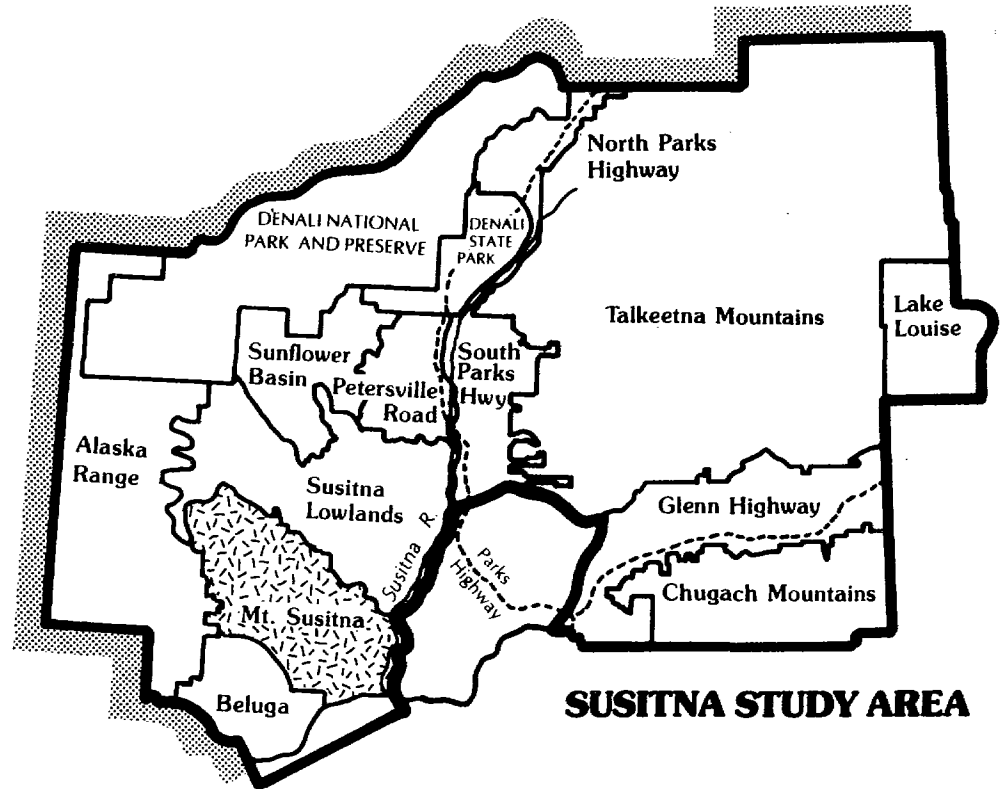 North Parks
Highway
DENALI NATIONAL
PARK AND PRESERVE
DENALI
STATE
PARK
Talkeetna Mountains
Lake
Louise
Sunflower
Basin
South
Parks
Hwy
Petersville
Road
Alaska
Range
Susitna
Lowlands
Glenn Highway
Susitna R.
Parks
Highway
Chugach Mountains
Mt. Susitna
Beluga
SUSITNA STUDY AREA